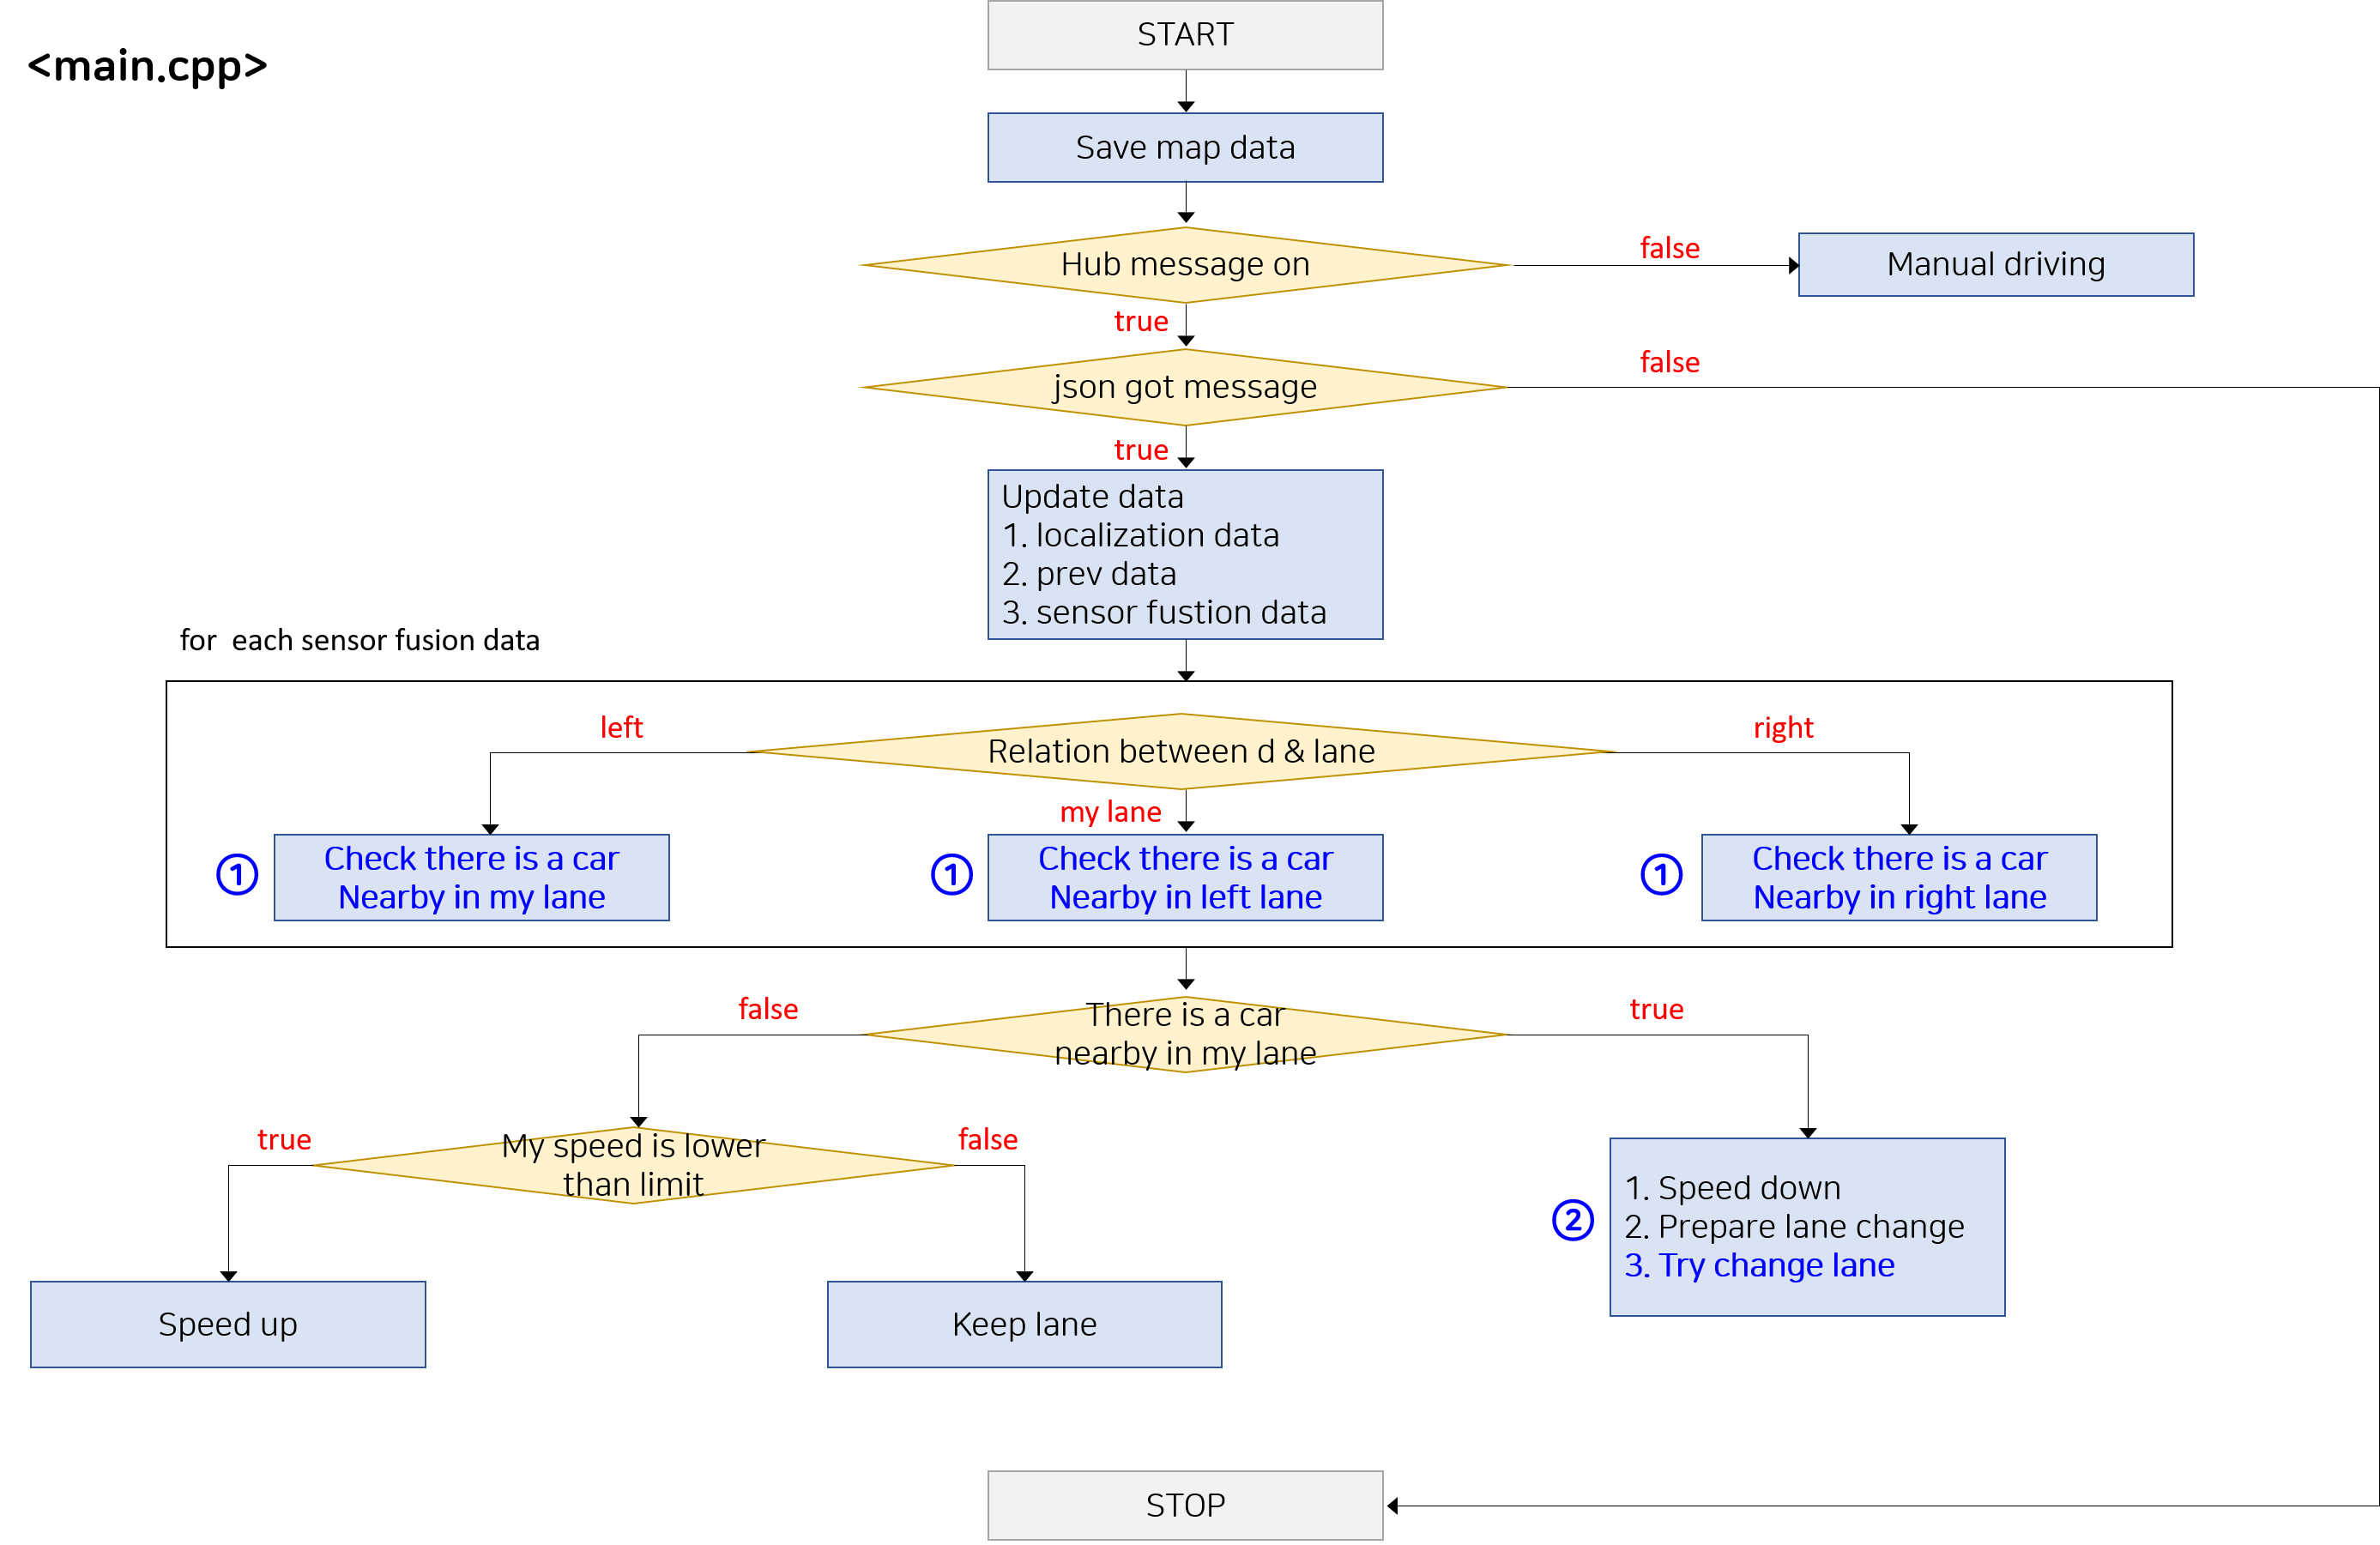 <main.cpp>
START
Save map data
Hub message on
false
Manual driving
true
json got message
false
true
Update data
1. localization data
2. prev data
3. sensor fustion data
for  each sensor fusion data
left
Relation between d & lane
right
my lane
①
Check there is a car
Nearby in my lane
①
Check there is a car
Nearby in left lane
①
Check there is a car
Nearby in right lane
false
There is a car
nearby in my lane
true
true
My speed is lower
than limit
false
②
1. Speed down
2. Prepare lane change
3. Try change lane
Speed up
Keep lane
STOP